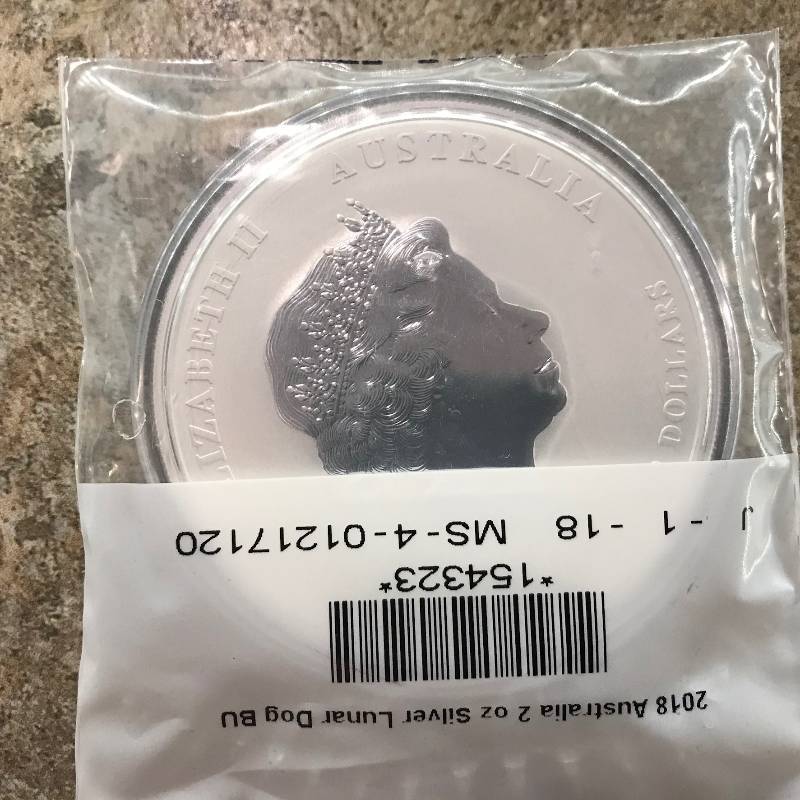 ELIZABETH II
AUSTRALIA
DOLLARS
2018 Australia 2 oz Silver Lunar Dog BU
*154323*
J - 1 - 18 MS-4-01217120